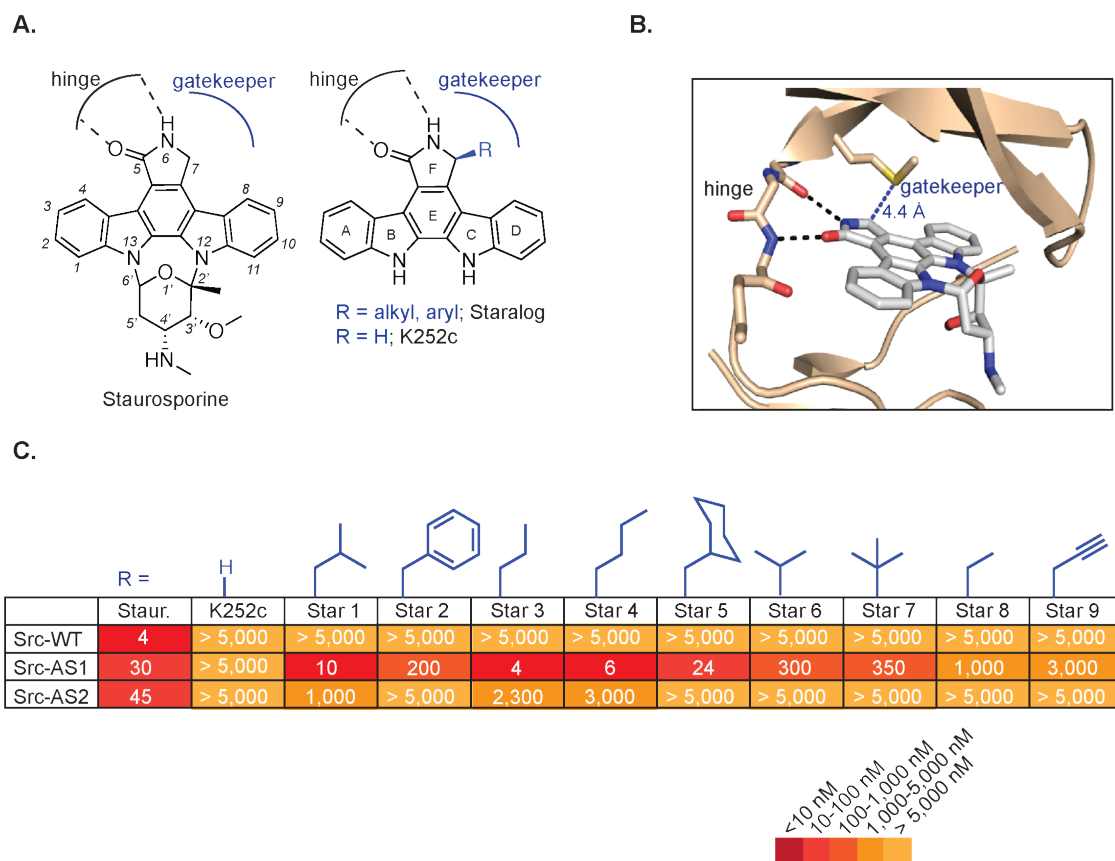 A.
hinge
gatekeeper
H
N
6
O
5
7
4
3
2
1
8
9
10
11
13
N
12
N
6'
O
1'
2'
5'
4'
3'
O
HN
Staurosporine
hinge
gatekeeper
H
N
O
F
R
E
A
B
C
D
N
H
N
H
R = alkyl, aryl; Staralog
R = H; K252c
B.
hinge
gatekeeper
4.4 Å
C.
R =
H
Staur. K252c Star 1 Star 2 Star 3 Star 4 Star 5 Star 6 Star 7 Star 8 Star 9
Src-WT 4 > 5,000 > 5,000 > 5,000 > 5,000 > 5,000 > 5,000 > 5,000 > 5,000 > 5,000 > 5,000
Src-AS1 30 > 5,000 10 200 4 6 24 300 350 1,000 3,000
Src-AS2 45 > 5,000 1,000 > 5,000 2,300 3,000 > 5,000 > 5,000 > 5,000 > 5,000 > 5,000
<10 nM
10-100 nM
100-1,000 nM
1,000-5,000 nM
> 5,000 nM